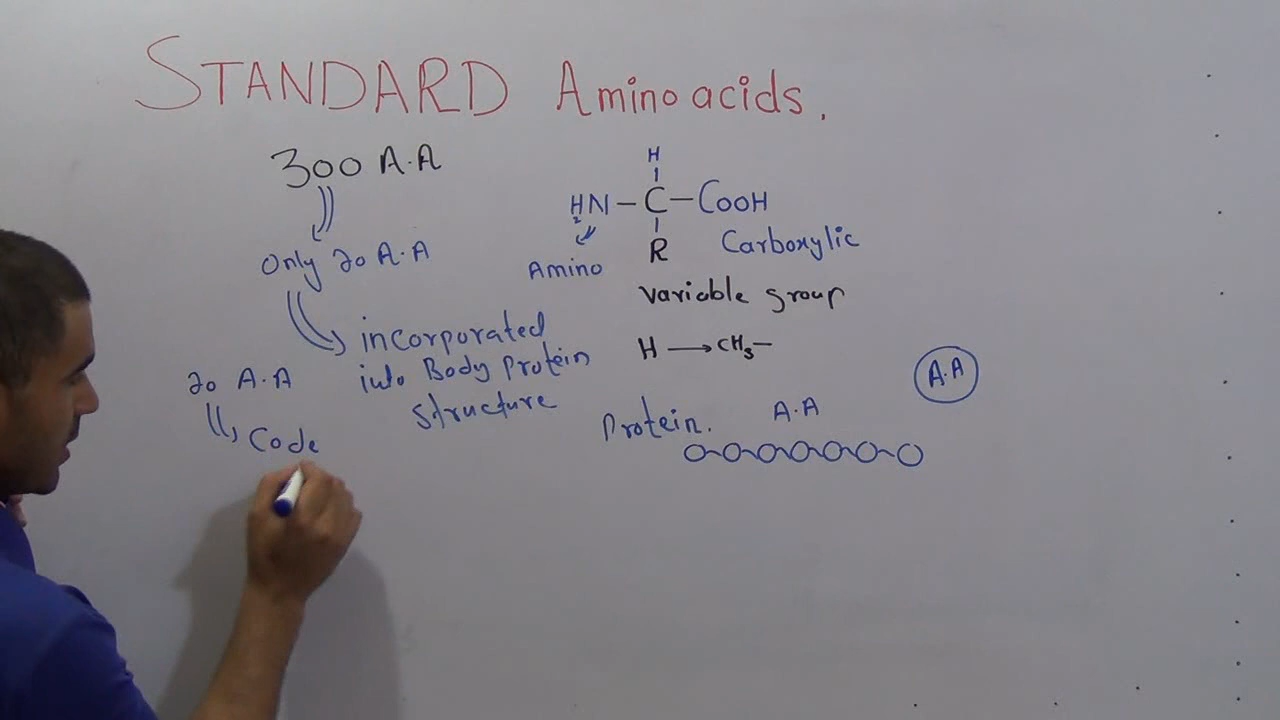 STANDARD Amino acids.
300 A.A
Only 20 A.A
incorporated
into Body Protein
structure
20 A.A
Code
H
H2N – C – COOH
R
Amino
Carboxylic
variable group
H → CH3–
A.A
Protein.
A.A